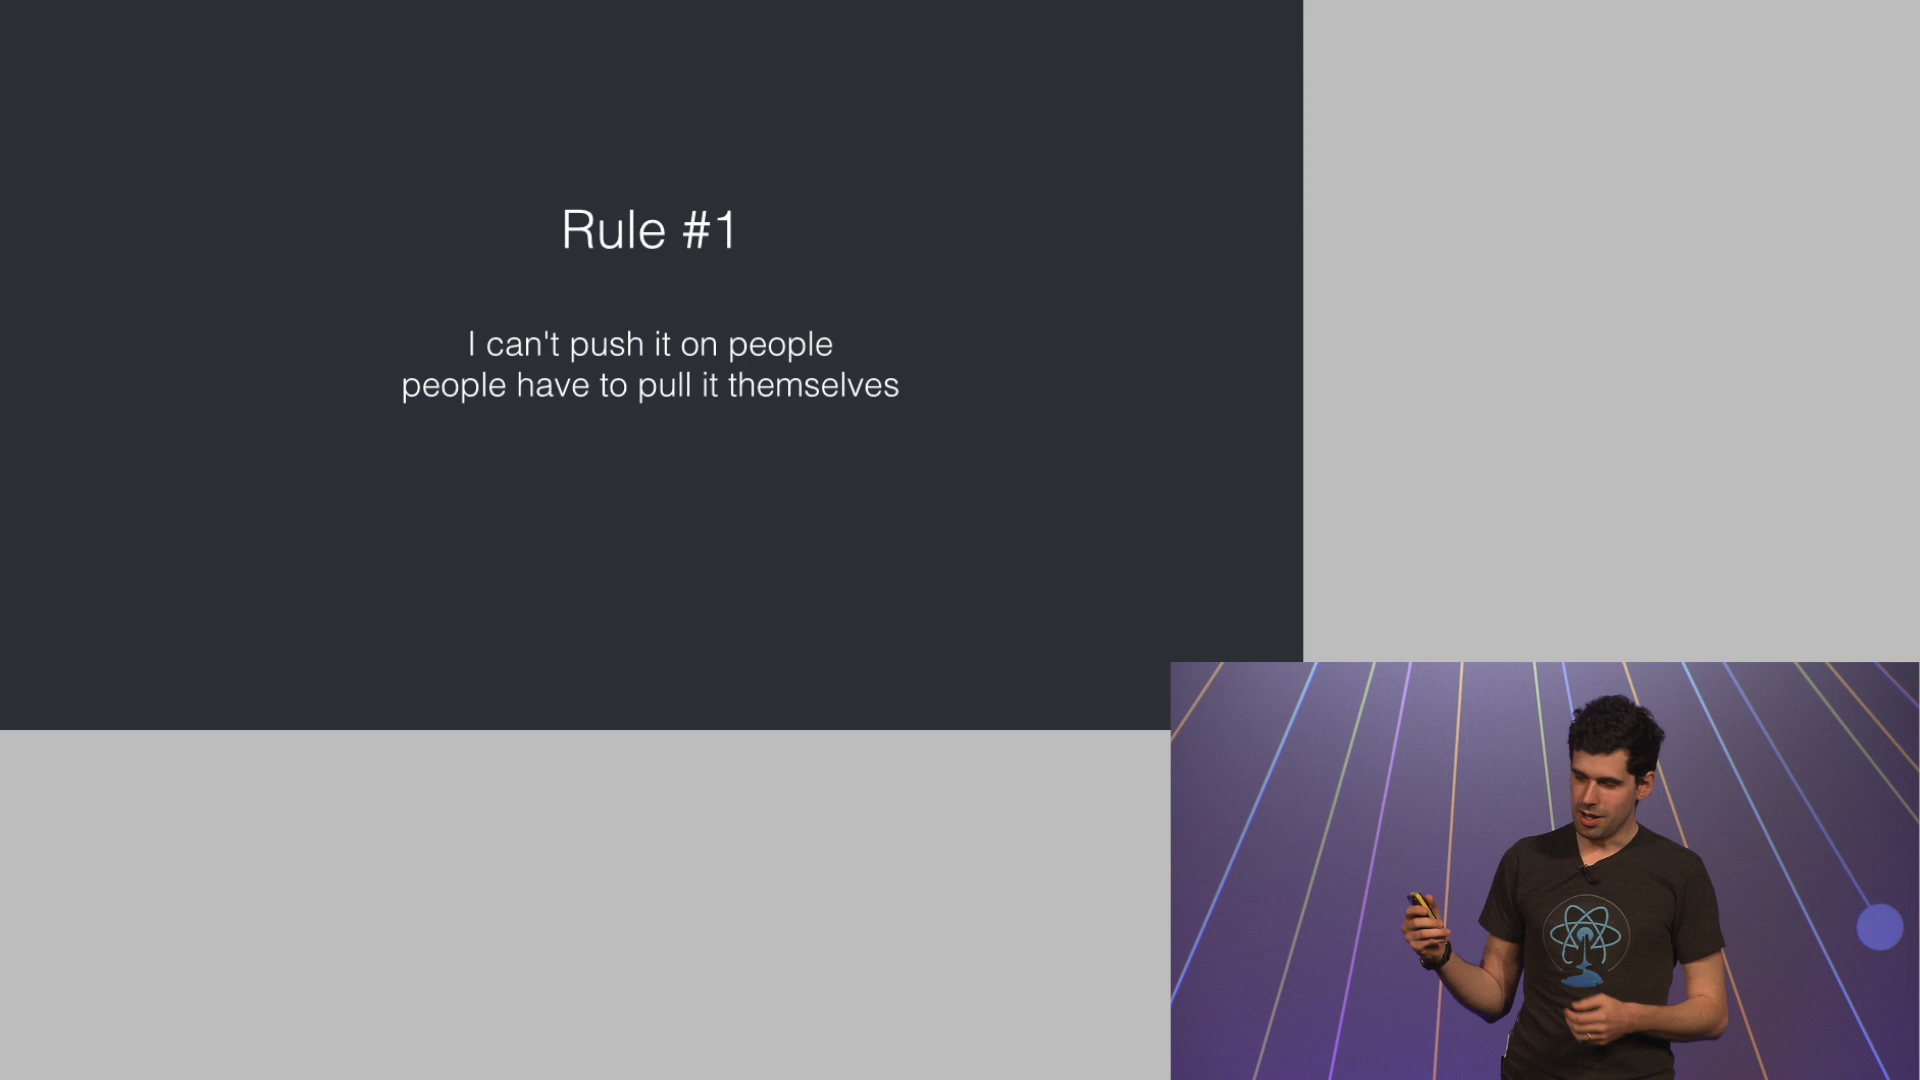 Rule #1
I can't push it on people
people have to pull it themselves